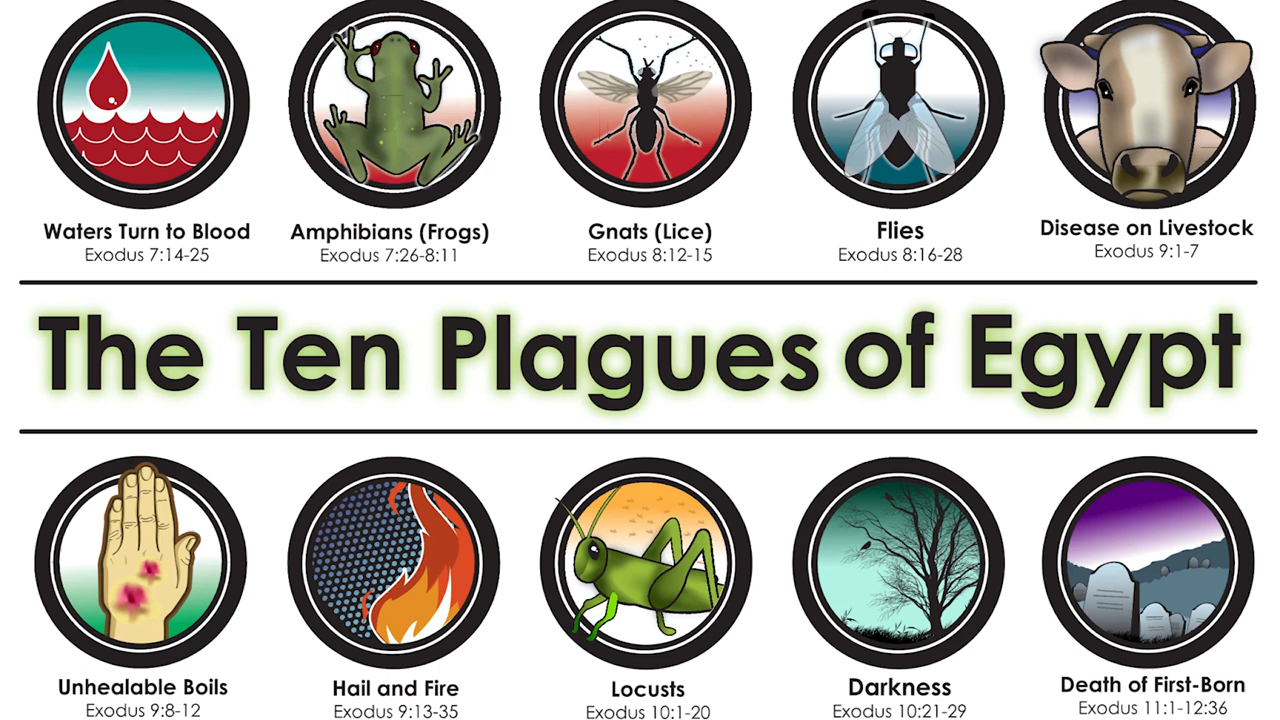 Waters Turn to Blood
Exodus 7:14-25
Amphibians (Frogs)
Exodus 7:26-8:11
Gnats (Lice)
Exodus 8:12-15
Flies
Exodus 8:16-28
Disease on Livestock
Exodus 9:1-7
The Ten Plagues of Egypt
Unhealable Boils
Exodus 9:8-12
Hail and Fire
Exodus 9:13-35
Locusts
Exodus 10:1-20
Darkness
Exodus 10:21-29
Death of First-Born
Exodus 11:1-12:36